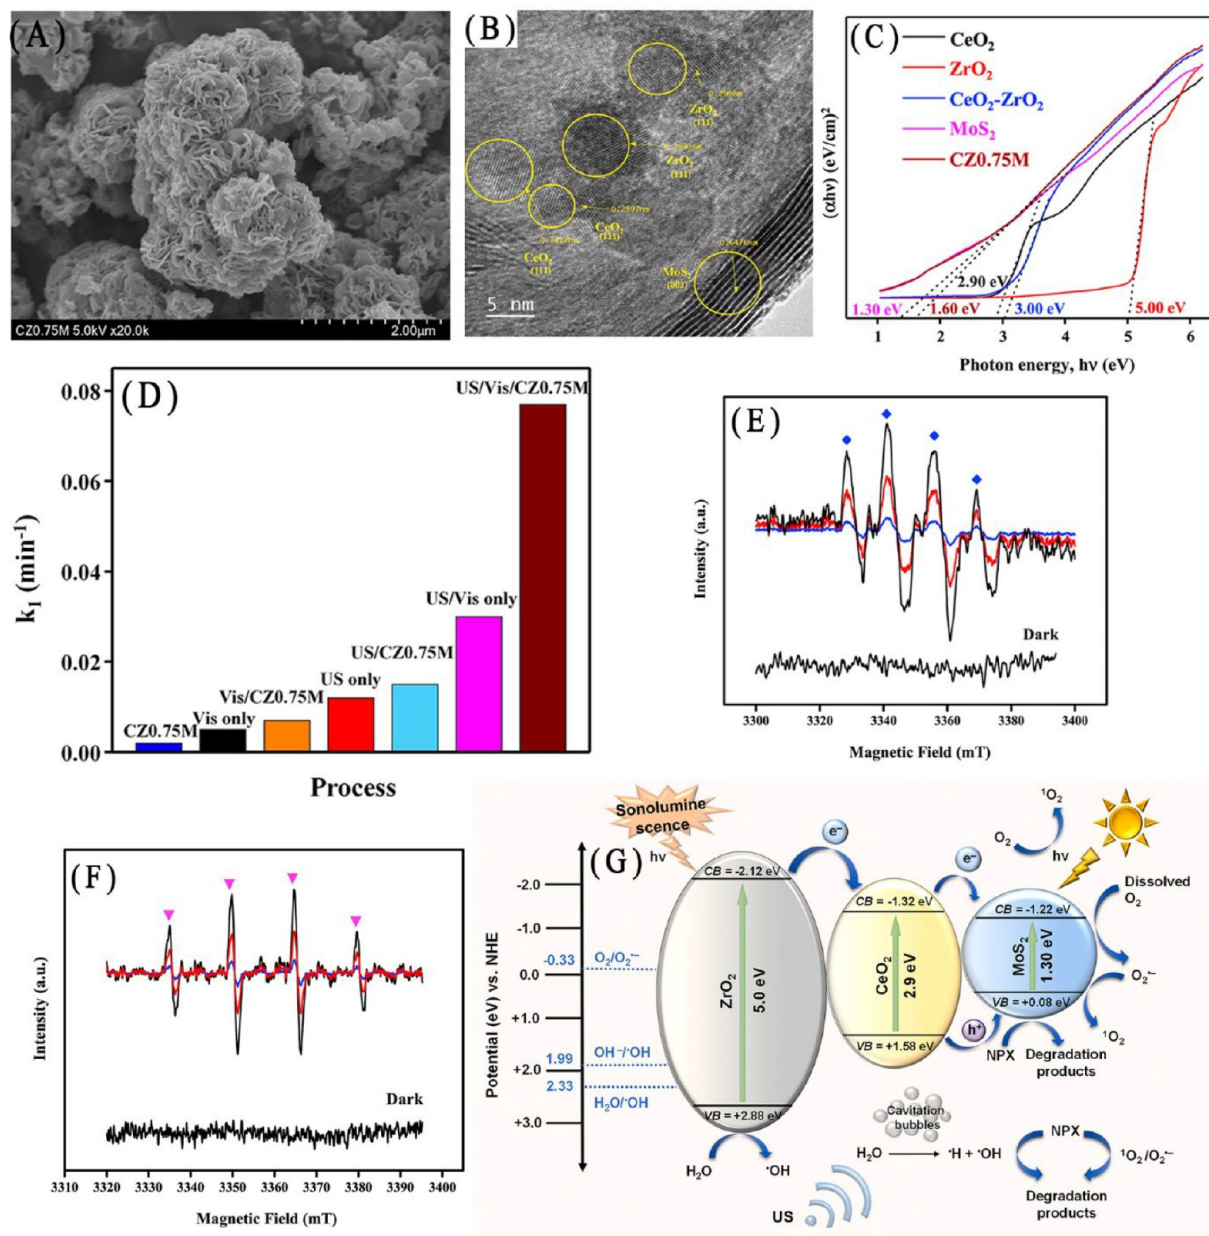 (A)
CZ0.75M 5.0kV x20.0k
2.00µm
(B)
ZrO₂
(111)
ZrO₂
(111)
0.2997nm
CeO₂
(111)
CeO₂
(111)
0.6476nm
MoS₂
(002)
5 nm
(C)
CeO₂
ZrO₂
CeO₂-ZrO₂
MoS₂
CZ0.75M
(αhν) (eV/cm)²
2.90 eV
1.30 eV
1.60 eV
3.00 eV
5.00 eV
1 2 3 4 5 6
Photon energy, hν (eV)
(D)
k₁ (min⁻¹)
0.08
0.06
0.04
0.02
0.00
CZ0.75M
Vis only
Vis/CZ0.75M
US only
US/CZ0.75M
US/Vis only
US/Vis/CZ0.75M
Process
(E)
Intensity (a.u.)
Dark
3300 3320 3340 3360 3380 3400
Magnetic Field (mT)
(F)
Intensity (a.u.)
Dark
3310 3320 3330 3340 3350 3360 3370 3380 3390 3400
Magnetic Field (mT)
(G)
Sonolumine
scence
hν
Potential (eV) vs. NHE
-2.0
-1.0
-0.33
0.0
+1.0
1.99
+2.0
2.33
+3.0
O₂/O₂•−
OH⁻/•OH
H₂O/•OH
CB = -2.12 eV
ZrO₂
5.0 eV
VB = +2.88 eV
e⁻
CB = -1.32 eV
CeO₂
2.9 eV
VB = +1.58 eV
e⁻
h⁺
CB = -1.22 eV
MoS₂
1.30 eV
VB = +0.08 eV
¹O₂
O₂
hν
Dissolved
O₂
O₂•−
¹O₂
NPX
Degradation
products
H₂O
•OH
US
Cavitation
bubbles
H₂O
•H + •OH
NPX
¹O₂/O₂•−
Degradation
products